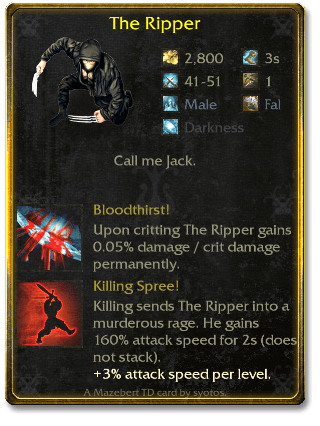 The Ripper
2,800 3s
41-51 1
Male Fal
Darkness
Call me Jack.
Bloodthirst!
Upon critting The Ripper gains
0.05% damage / crit damage
permanently.
Killing Spree!
Killing sends The Ripper into a
murderous rage. He gains
160% attack speed for 2s (does
not stack).
+3% attack speed per level.
A Mazebert TD card by syotos.